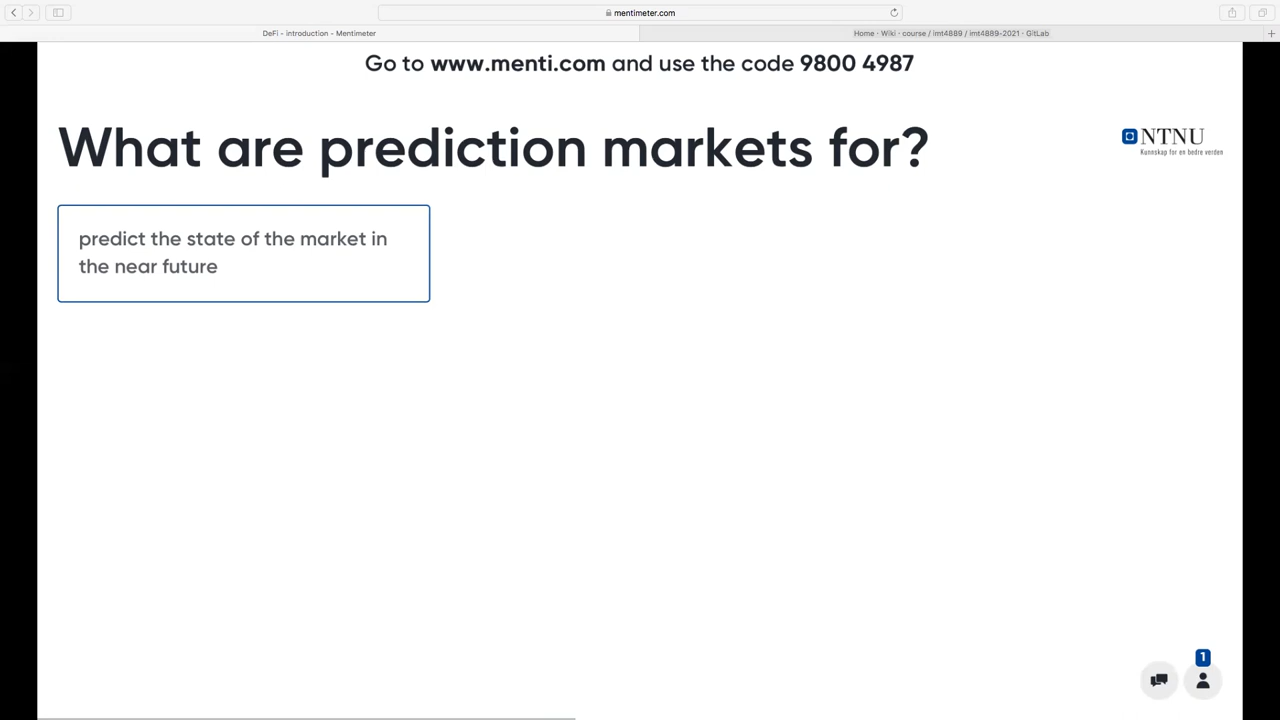 mentimeter.com
DeFi - introduction - Mentimeter
Home · Wiki · course / imt4889 / imt4889-2021 · GitLab
Go to www.menti.com and use the code 9800 4987
What are prediction markets for?
NTNU
Kunnskap for en bedre verden
predict the state of the market in
the near future
1